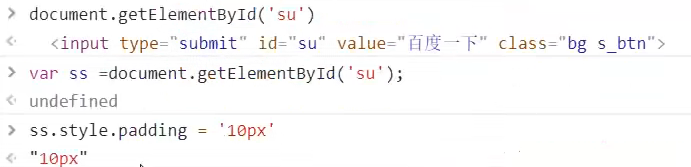 document.getElementById('su')
<input type="submit" id="su" value="百度一下" class="bg s_btn">
var ss =document.getElementById('su');
undefined
ss.style.padding = '10px'
"10px"